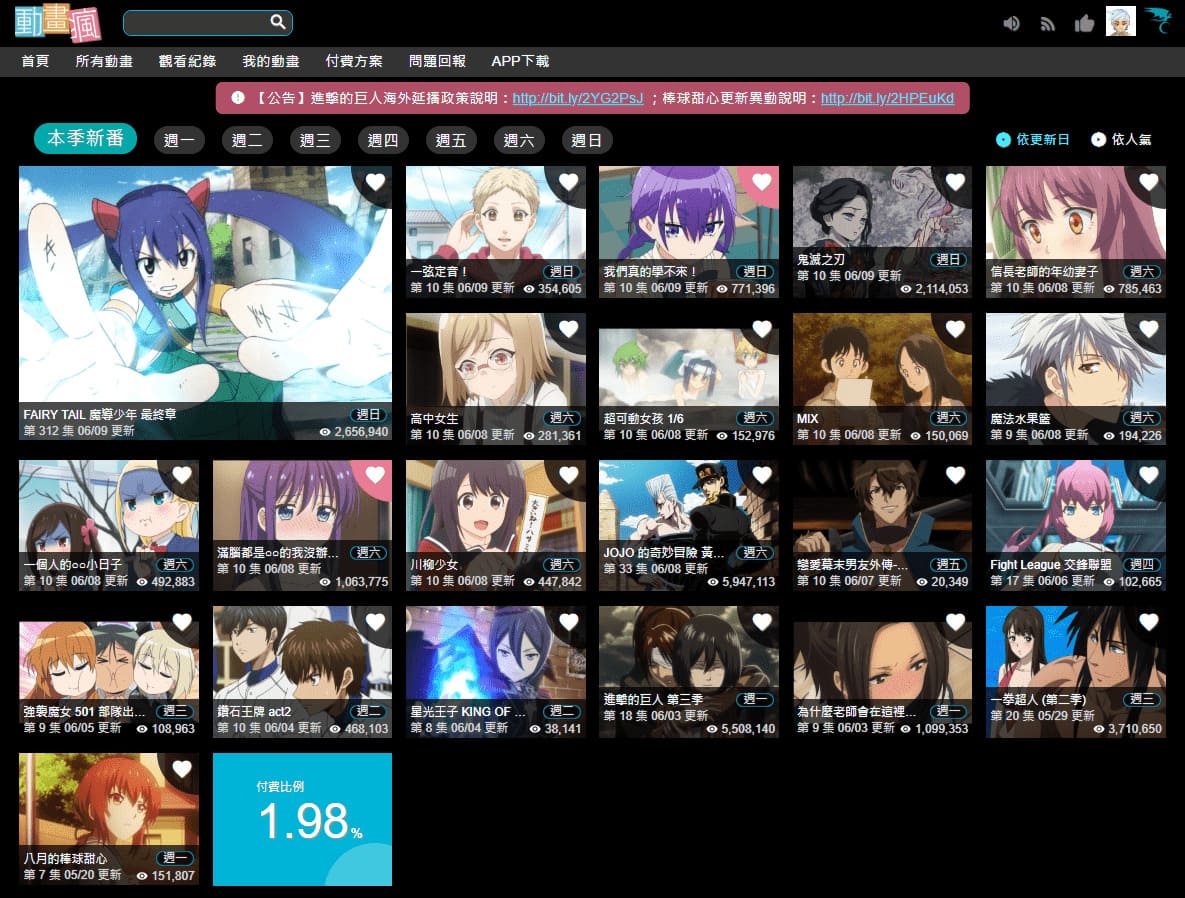 動畫瘋
首頁 所有動畫 觀看紀錄 我的動畫 付費方案 問題回報 APP下載
【公告】進擊的巨人海外延播政策說明：http://bit.ly/2YG2PsJ ；棒球甜心更新異動說明：http://bit.ly/2HPEuKd
本季新番 週一 週二 週三 週四 週五 週六 週日 依更新日 依人氣
FAIRY TAIL 魔導少年 最終章 週日
第 312 集 06/09 更新 2,656,940
一弦定音！ 週日
第 10 集 06/09 更新 354,605
我們真的學不來！ 週日
第 10 集 06/09 更新 771,396
鬼滅之刃 週日
第 10 集 06/09 更新
2,114,053
信長老師的年幼妻子 週六
第 10 集 06/08 更新 785,463
高中女生 週六
第 10 集 06/08 更新 281,361
超可動女孩 1/6 週六
第 10 集 06/08 更新 152,976
MIX 週六
第 10 集 06/08 更新 150,069
魔法水果籃 週六
第 9 集 06/08 更新 194,226
一個人的○○小日子 週六
第 10 集 06/08 更新 492,883
滿腦都是○○的我沒辦... 週六
第 10 集 06/08 更新
1,063,775
川柳少女 週六
第 10 集 06/08 更新 447,842
JOJO 的奇妙冒險 黃... 週六
第 33 集 06/08 更新
5,947,113
戀愛幕末男友外傳-... 週五
第 10 集 06/07 更新 20,349
Fight League 交鋒聯盟 週四
第 17 集 06/06 更新 102,665
強襲魔女 501 部隊出... 週三
第 9 集 06/05 更新 108,963
鑽石王牌 act2 週二
第 10 集 06/04 更新 468,103
星光王子 KING OF ... 週二
第 8 集 06/04 更新 38,141
進擊的巨人 第三季 週一
第 18 集 06/03 更新
5,508,140
為什麼老師會在這裡... 週一
第 9 集 06/03 更新 1,099,353
一拳超人 (第二季) 週三
第 20 集 05/29 更新
3,710,650
八月的棒球甜心 週一
第 7 集 05/20 更新 151,807
付費比例
1.98%